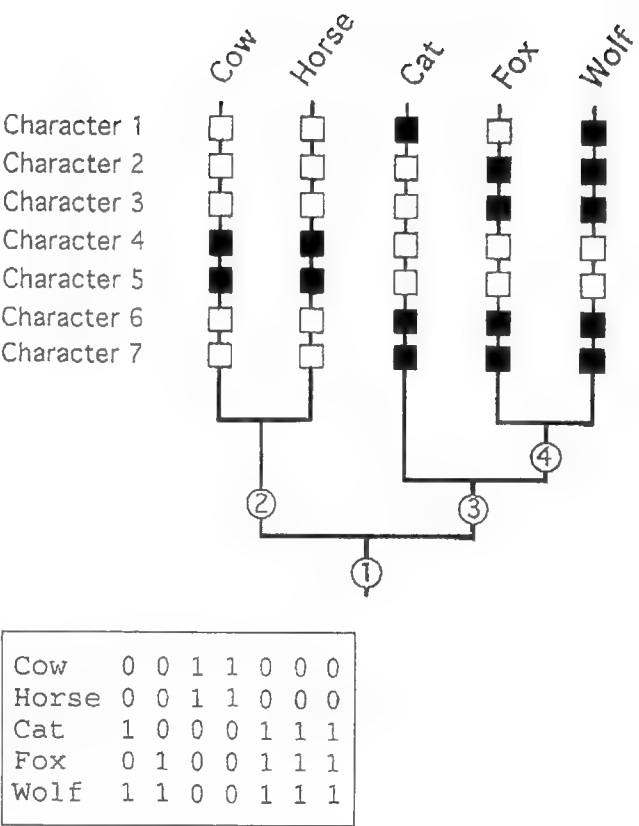 Cow Horse Cat Fox Wolf
Character 1
Character 2
Character 3
Character 4
Character 5
Character 6
Character 7
4
2 3
1
Cow 0 0 1 1 0 0 0
Horse 0 0 1 1 0 0 0
Cat 1 0 0 0 1 1 1
Fox 0 1 0 0 1 1 1
Wolf 1 1 0 0 1 1 1